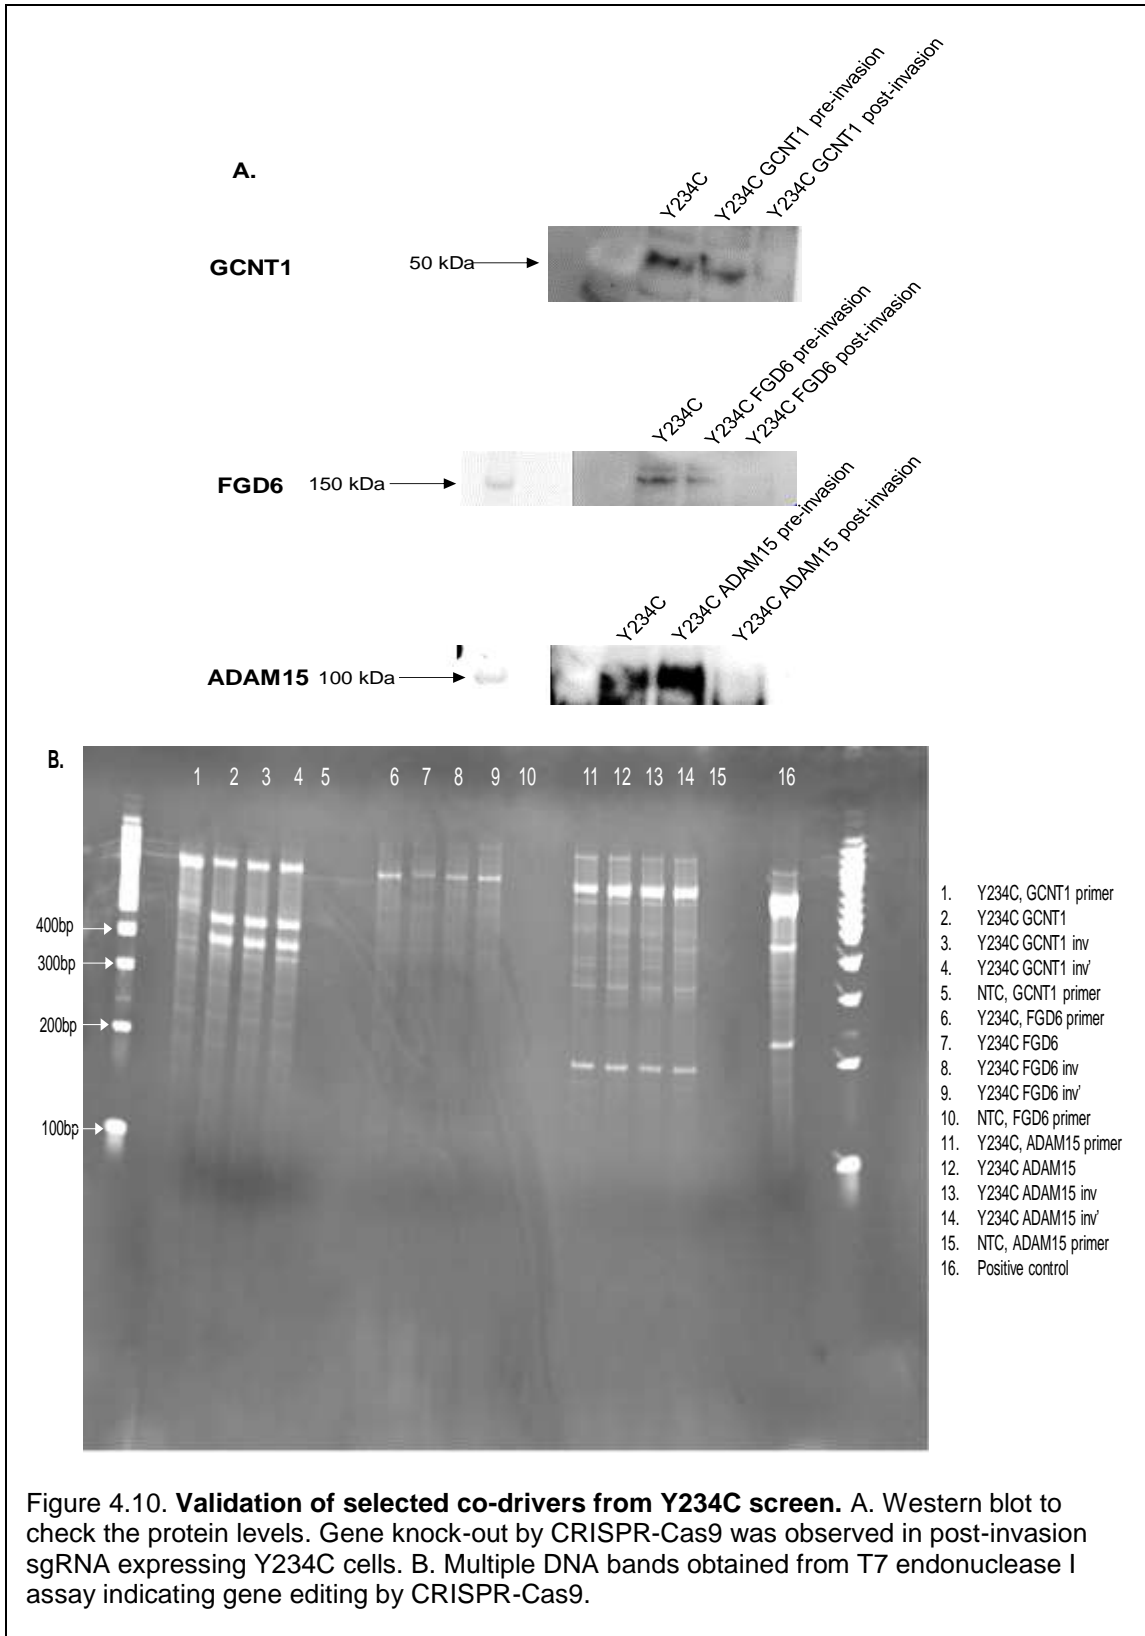 A.
Y234C
Y234C GCNT1 pre-invasion
Y234C GCNT1 post-invasion
GCNT1
50 kDa
Y234C
Y234C FGD6 pre-invasion
Y234C FGD6 post-invasion
FGD6
150 kDa
Y234C
Y234C ADAM15 pre-invasion
Y234C ADAM15 post-invasion
ADAM15
100 kDa
B.
1 2 3 4 5 6 7 8 9 10 11 12 13 14 15 16
400bp
300bp
200bp
100bp
1. Y234C, GCNT1 primer
2. Y234C GCNT1
3. Y234C GCNT1 inv
4. Y234C GCNT1 inv'
5. NTC, GCNT1 primer
6. Y234C, FGD6 primer
7. Y234C FGD6
8. Y234C FGD6 inv
9. Y234C FGD6 inv'
10. NTC, FGD6 primer
11. Y234C, ADAM15 primer
12. Y234C ADAM15
13. Y234C ADAM15 inv
14. Y234C ADAM15 inv'
15. NTC, ADAM15 primer
16. Positive control
Figure 4.10. Validation of selected co-drivers from Y234C screen. A. Western blot to
check the protein levels. Gene knock-out by CRISPR-Cas9 was observed in post-invasion
sgRNA expressing Y234C cells. B. Multiple DNA bands obtained from T7 endonuclease I
assay indicating gene editing by CRISPR-Cas9.